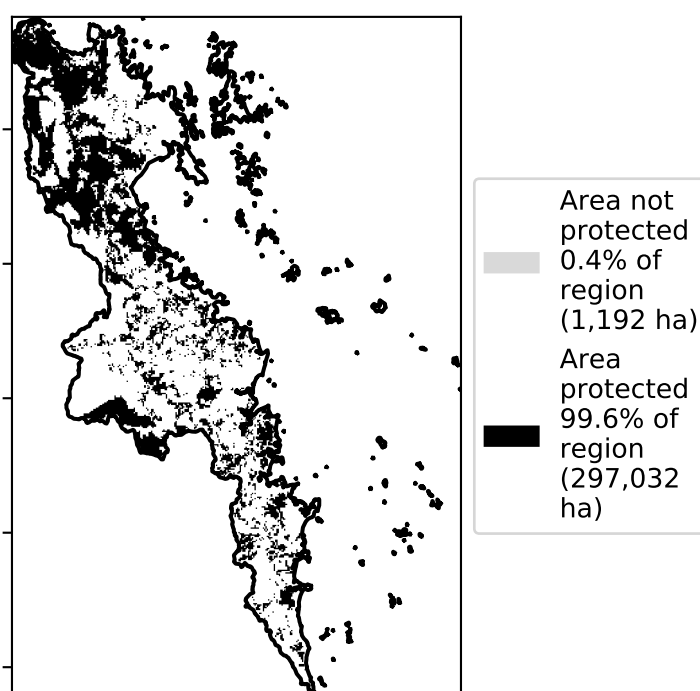 Area not
protected
0.4% of
region
(1,192 ha)
Area
protected
99.6% of
region
(297,032
ha)